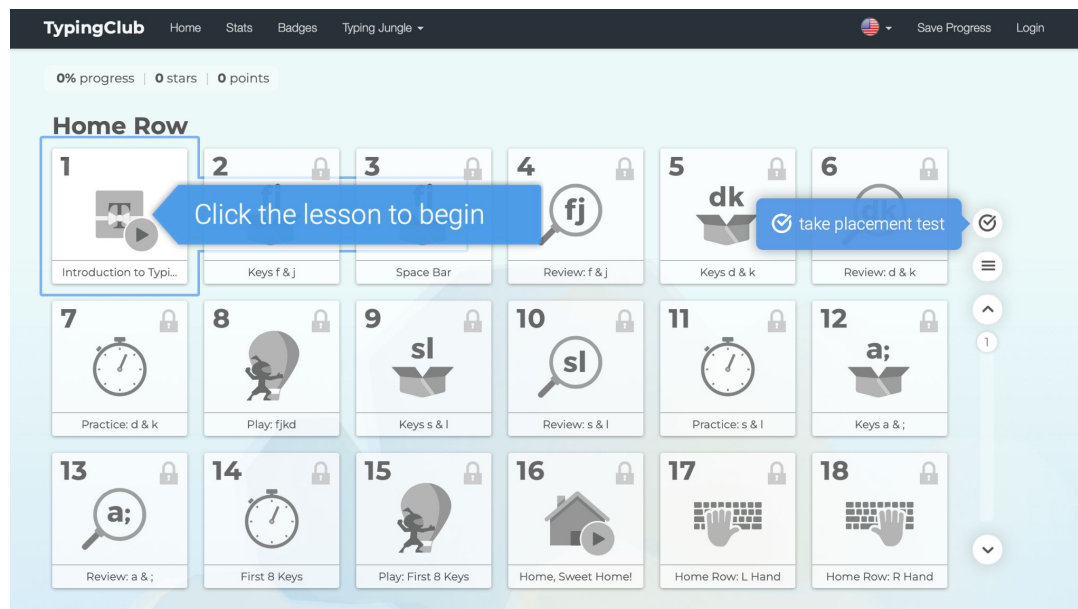 TypingClub Home Stats Badges Typing Jungle Save Progress Login
0% progress | 0 stars | 0 points
Home Row
1 2 3 4 5 6
T fj dk
Click the lesson to begin
take placement test
Introduction to Typi... Keys f & j Space Bar Review: f & j Keys d & k Review: d & k
7 8 9 10 11 12
sl sl a;
1
Practice: d & k Play: fjkd Keys s & l Review: s & l Practice: s & l Keys a & ;
13 14 15 16 17 18
a;
Review: a & ; First 8 Keys Play: First 8 Keys Home, Sweet Home! Home Row: L Hand Home Row: R Hand